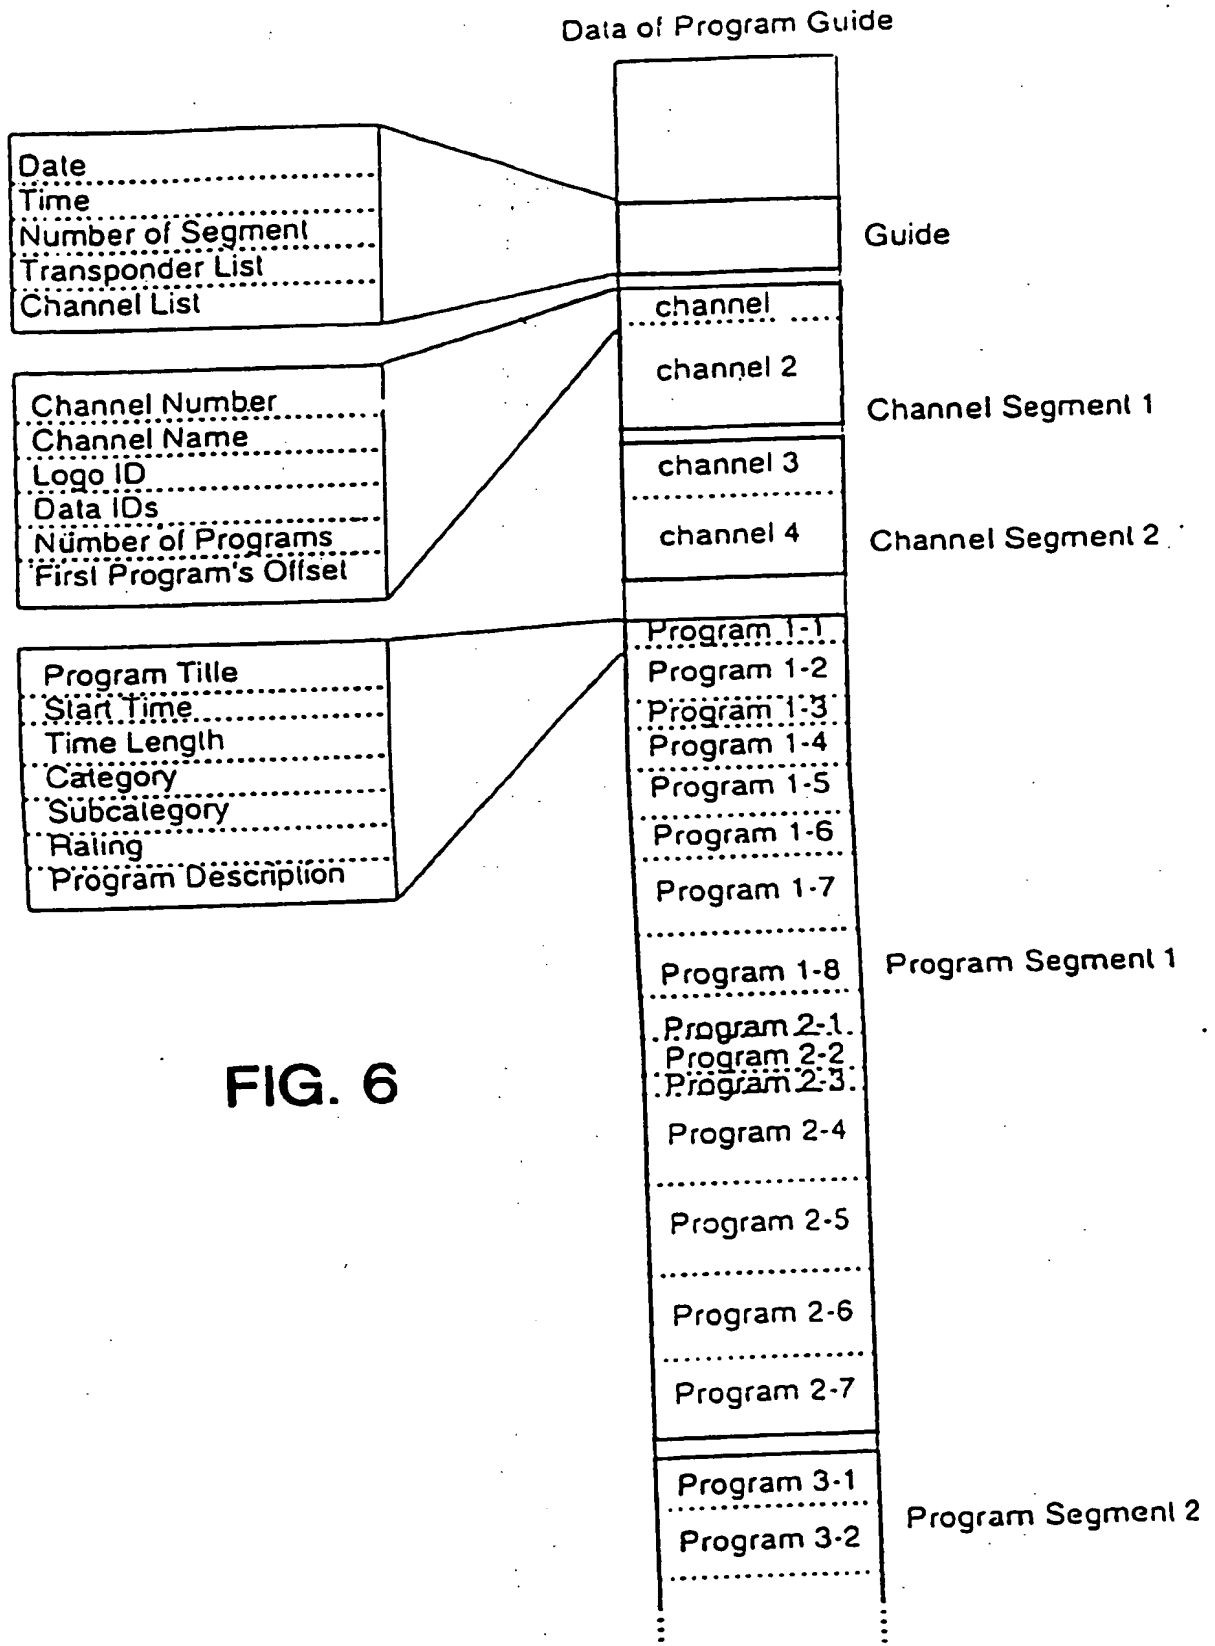 Data of Program Guide
Date
Time
Number of Segment
Transponder List
Channel List
Guide
channel
channel 2
Channel Segment 1
Channel Number
Channel Name
Logo ID
Data IDs
Number of Programs
First Program's Offset
channel 3
channel 4
Channel Segment 2
Program Title
Start Time
Time Length
Category
Subcategory
Rating
Program Description
Program 1-1
Program 1-2
Program 1-3
Program 1-4
Program 1-5
Program 1-6
Program 1-7
Program 1-8
Program 2-1
Program 2-2
Program 2-3
Program 2-4
Program 2-5
Program 2-6
Program 2-7
Program Segment 1
FIG. 6
Program 3-1
Program 3-2
Program Segment 2